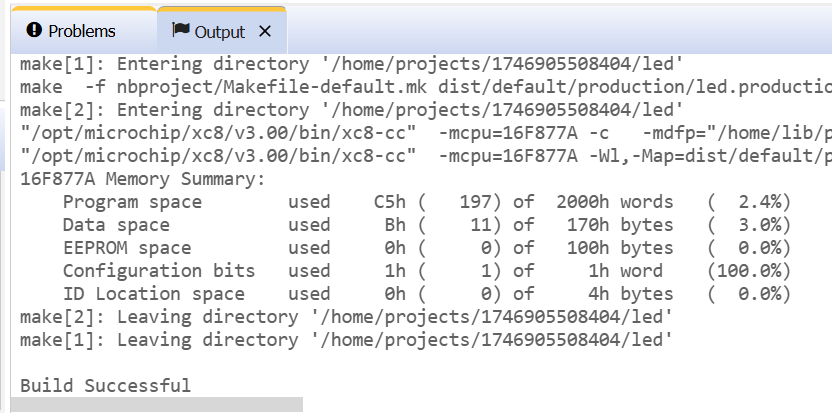 Problems
Output
make[1]: Entering directory '/home/projects/1746905508404/led'
make  -f nbproject/Makefile-default.mk dist/default/production/led.productio
make[2]: Entering directory '/home/projects/1746905508404/led'
"/opt/microchip/xc8/v3.00/bin/xc8-cc"  -mcpu=16F877A -c   -mdfp="/home/lib/p
"/opt/microchip/xc8/v3.00/bin/xc8-cc"  -mcpu=16F877A -Wl,-Map=dist/default/p
16F877A Memory Summary:
    Program space        used    C5h (   197) of  2000h words   (  2.4%)
    Data space           used     Bh (    11) of   170h bytes   (  3.0%)
    EEPROM space         used     0h (     0) of   100h bytes   (  0.0%)
    Configuration bits   used     1h (     1) of     1h word    (100.0%)
    ID Location space    used     0h (     0) of     4h bytes   (  0.0%)
make[2]: Leaving directory '/home/projects/1746905508404/led'
make[1]: Leaving directory '/home/projects/1746905508404/led'

Build Successful